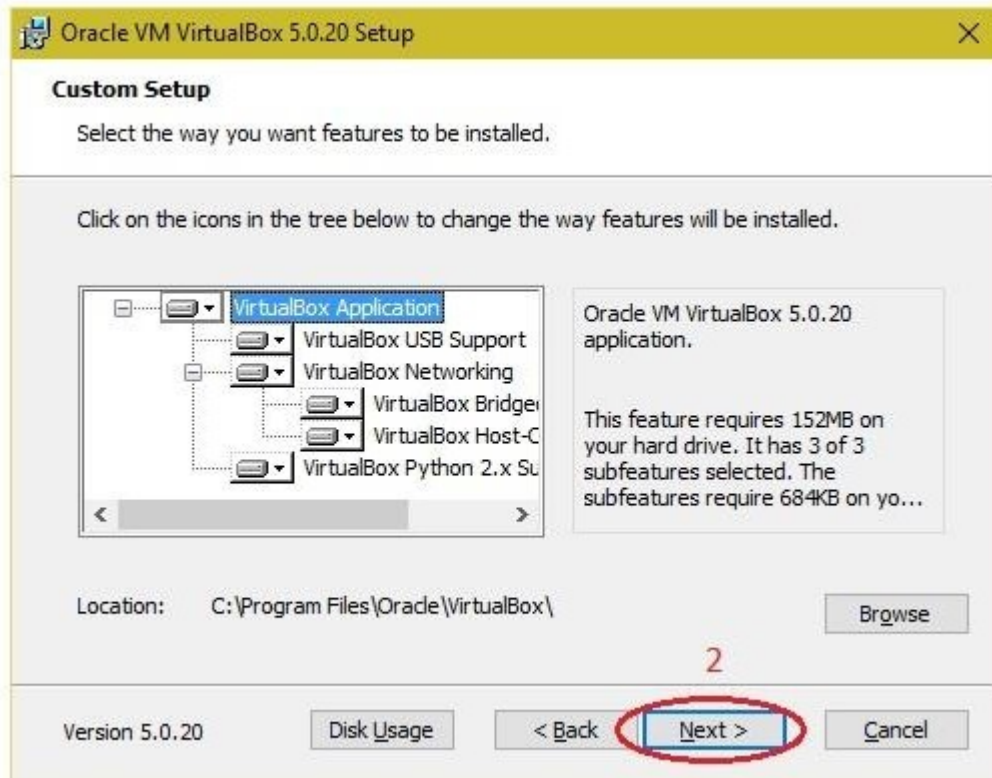 Oracle VM VirtualBox 5.0.20 Setup
Custom Setup
Select the way you want features to be installed.
Click on the icons in the tree below to change the way features will be installed.
VirtualBox Application
VirtualBox USB Support
VirtualBox Networking
VirtualBox Bridge
VirtualBox Host-C
VirtualBox Python 2.x Su
Oracle VM VirtualBox 5.0.20
application.
This feature requires 152MB on
your hard drive. It has 3 of 3
subfeatures selected. The
subfeatures require 684KB on yo...
Location: C:\Program Files\Oracle\VirtualBox\
Browse
2
Version 5.0.20 Disk Usage < Back Next > Cancel